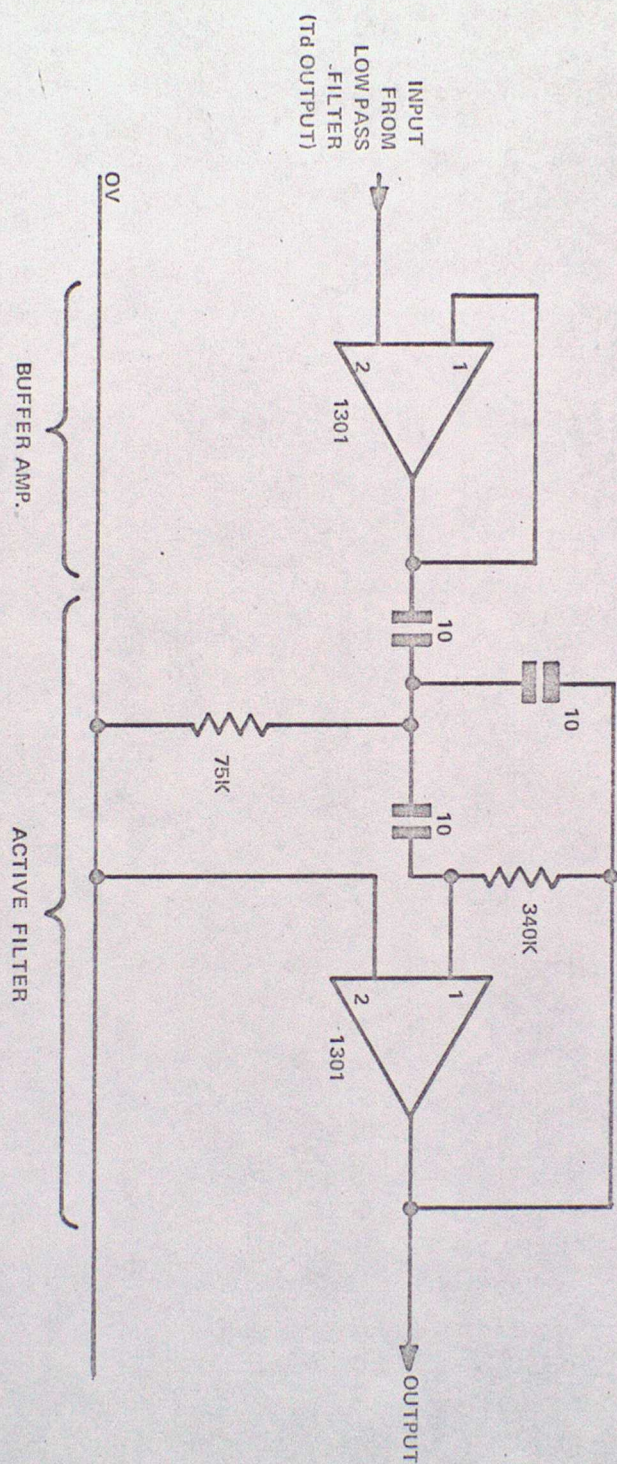 INPUT
FROM
LOW PASS
FILTER
(Td OUTPUT)
1
2
1301
10
10
10
340K
75K
1
2
1301
OUTPUT
OV
BUFFER AMP.
ACTIVE FILTER